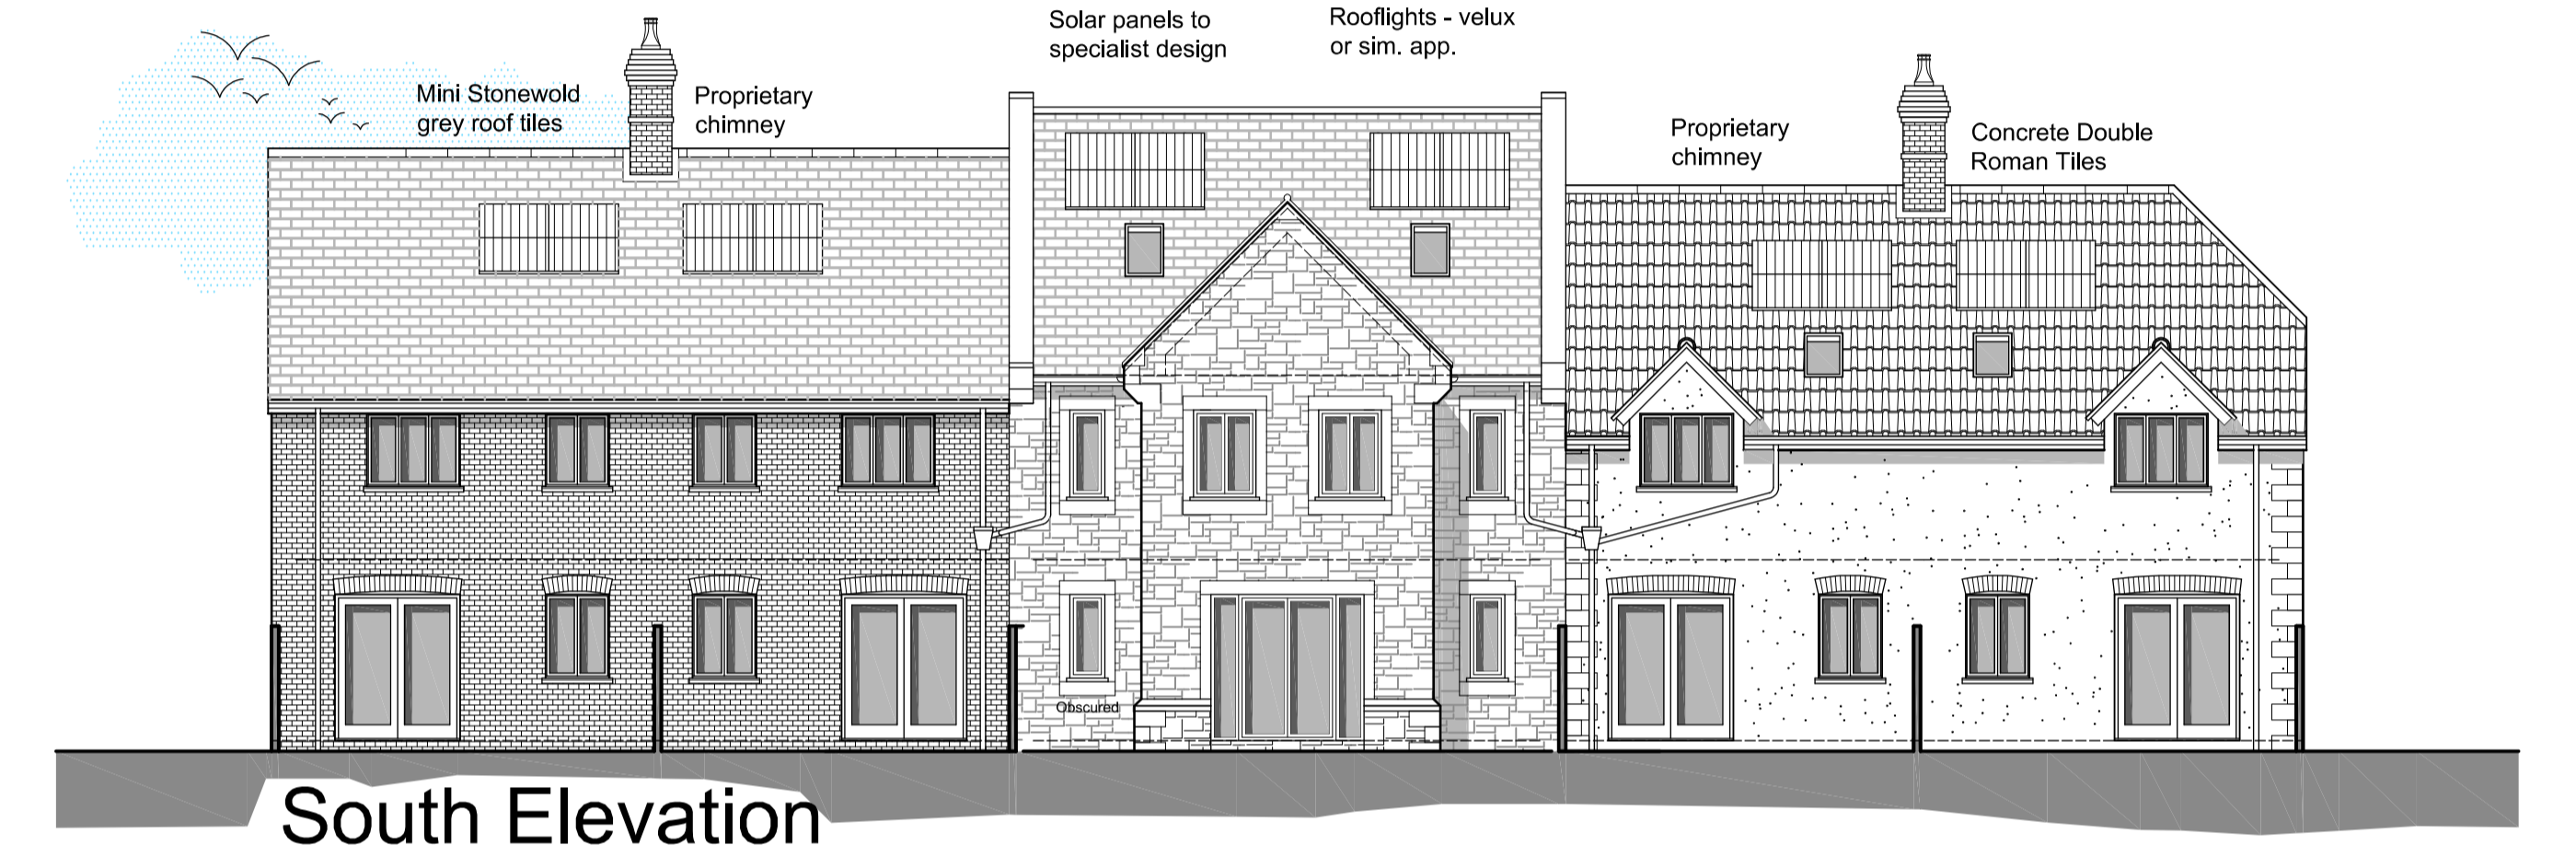 Solar panels to
specialist design
Rooflights - velux
or sim. app.
Mini Stonewold
grey roof tiles
Proprietary
chimney
Proprietary
chimney
Concrete Double
Roman Tiles
Obscured
South Elevation